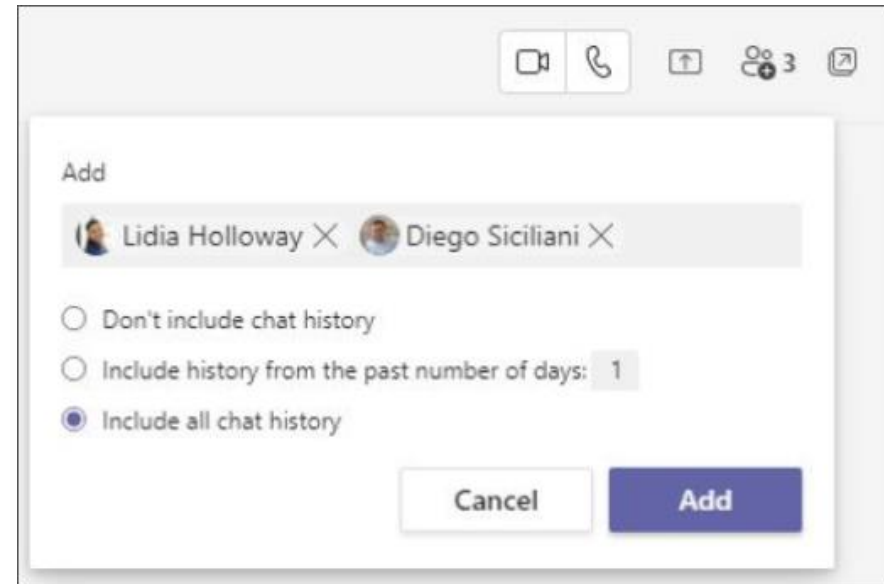 3
Add
Lidia Holloway Diego Siciliani
Don't include chat history
Include history from the past number of days: 1
Include all chat history
Cancel Add